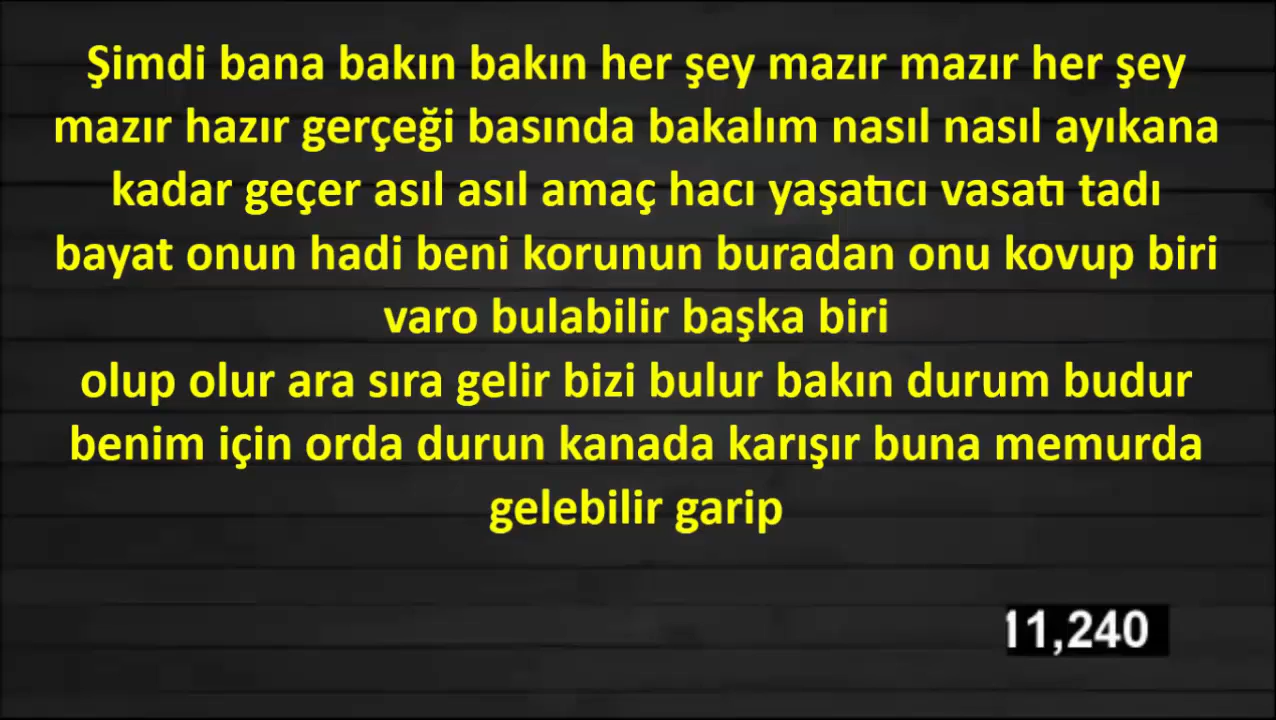 Şimdi bana bakın bakın her şey mazır mazır her şey
mazır hazır gerçeği basında bakalım nasıl nasıl ayıkana
kadar geçer asıl asıl amaç hacı yaşatıcı vasatı tadı
bayat onun hadi beni korunun buradan onu kovup biri
varo bulabilir başka biri
olup olur ara sıra gelir bizi bulur bakın durum budur
benim için orda durun kanada karışır buna memurda
gelebilir garip
11,240